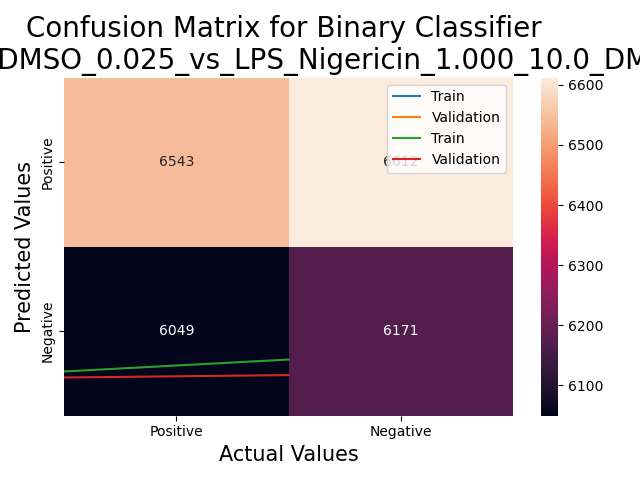 Confusion Matrix for Binary Classifier
DMSO_0.025_vs_LPS_Nigericin_1.000_10.0_DM
Train
Validation
Train
Validation
6543
6612
6049
6171
Positive
Negative
Predicted Values
Positive
Negative
Actual Values
6600
6500
6400
6300
6200
6100